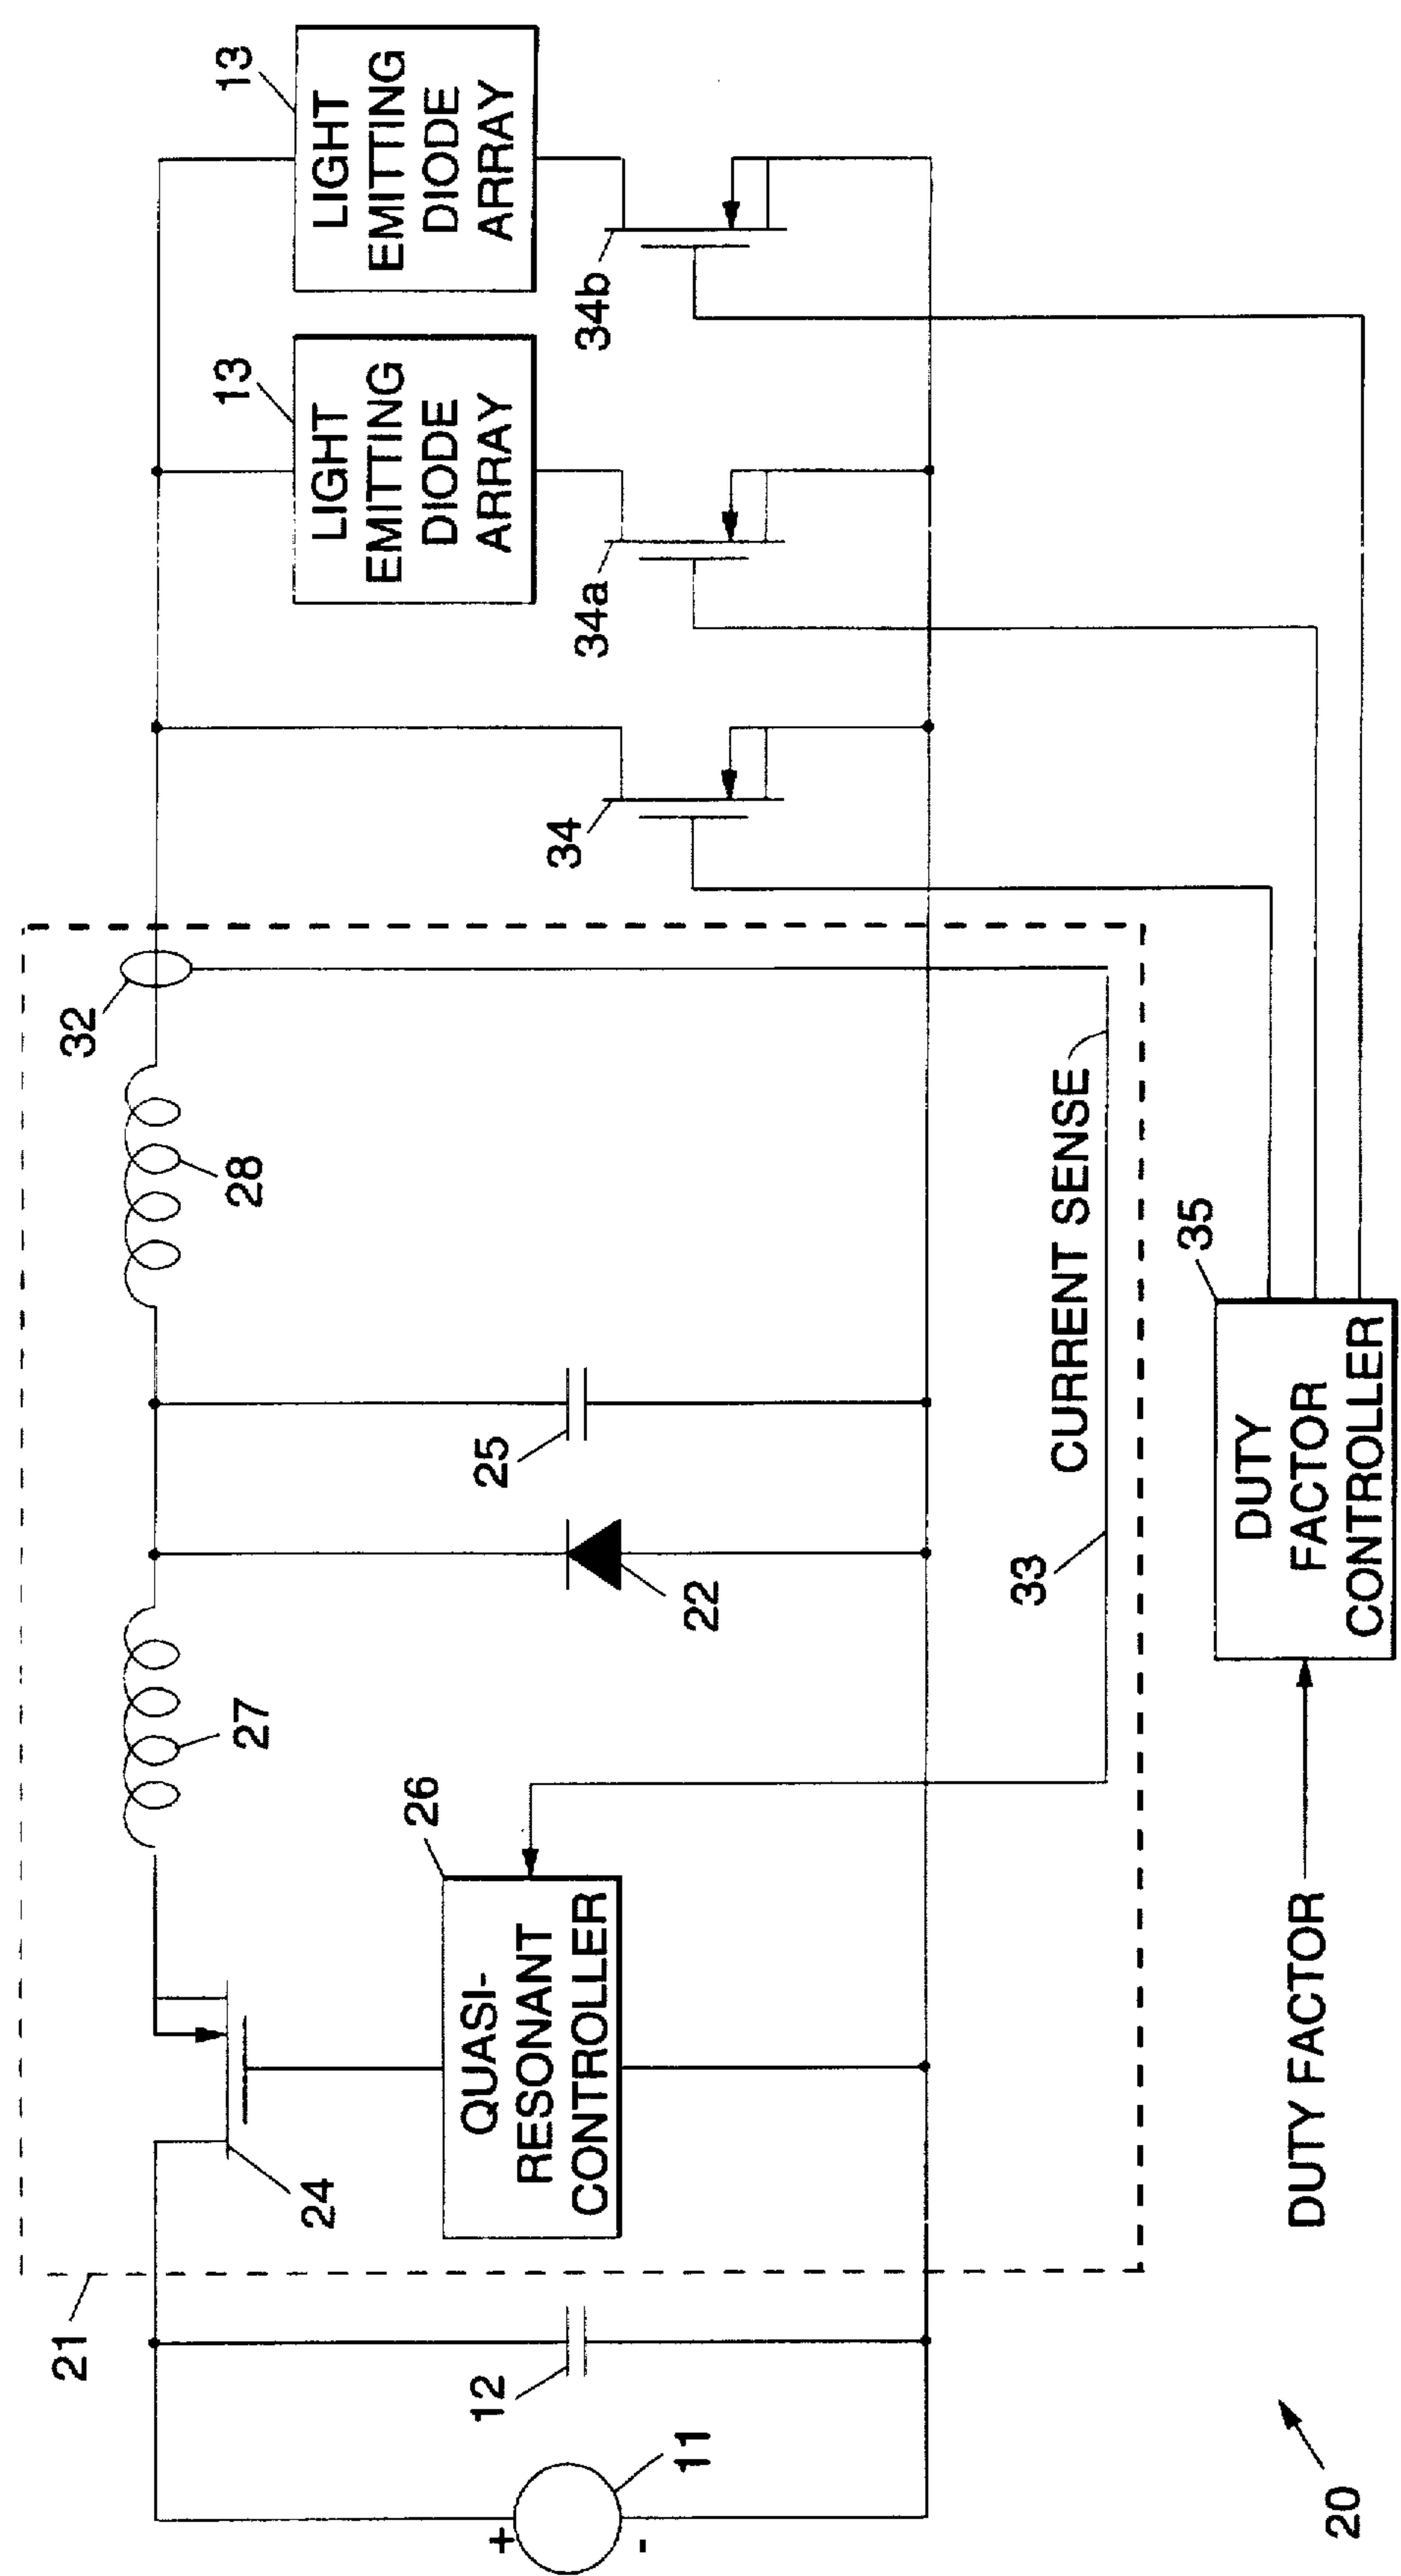 21
24
27
28
32
13
LIGHT
EMITTING
DIODE
ARRAY
13
LIGHT
EMITTING
DIODE
ARRAY
+
-
11
12
26
QUASI-
RESONANT
CONTROLLER
22
25
34
34a
34b
33
CURRENT SENSE
20
DUTY FACTOR
35
DUTY
FACTOR
CONTROLLER